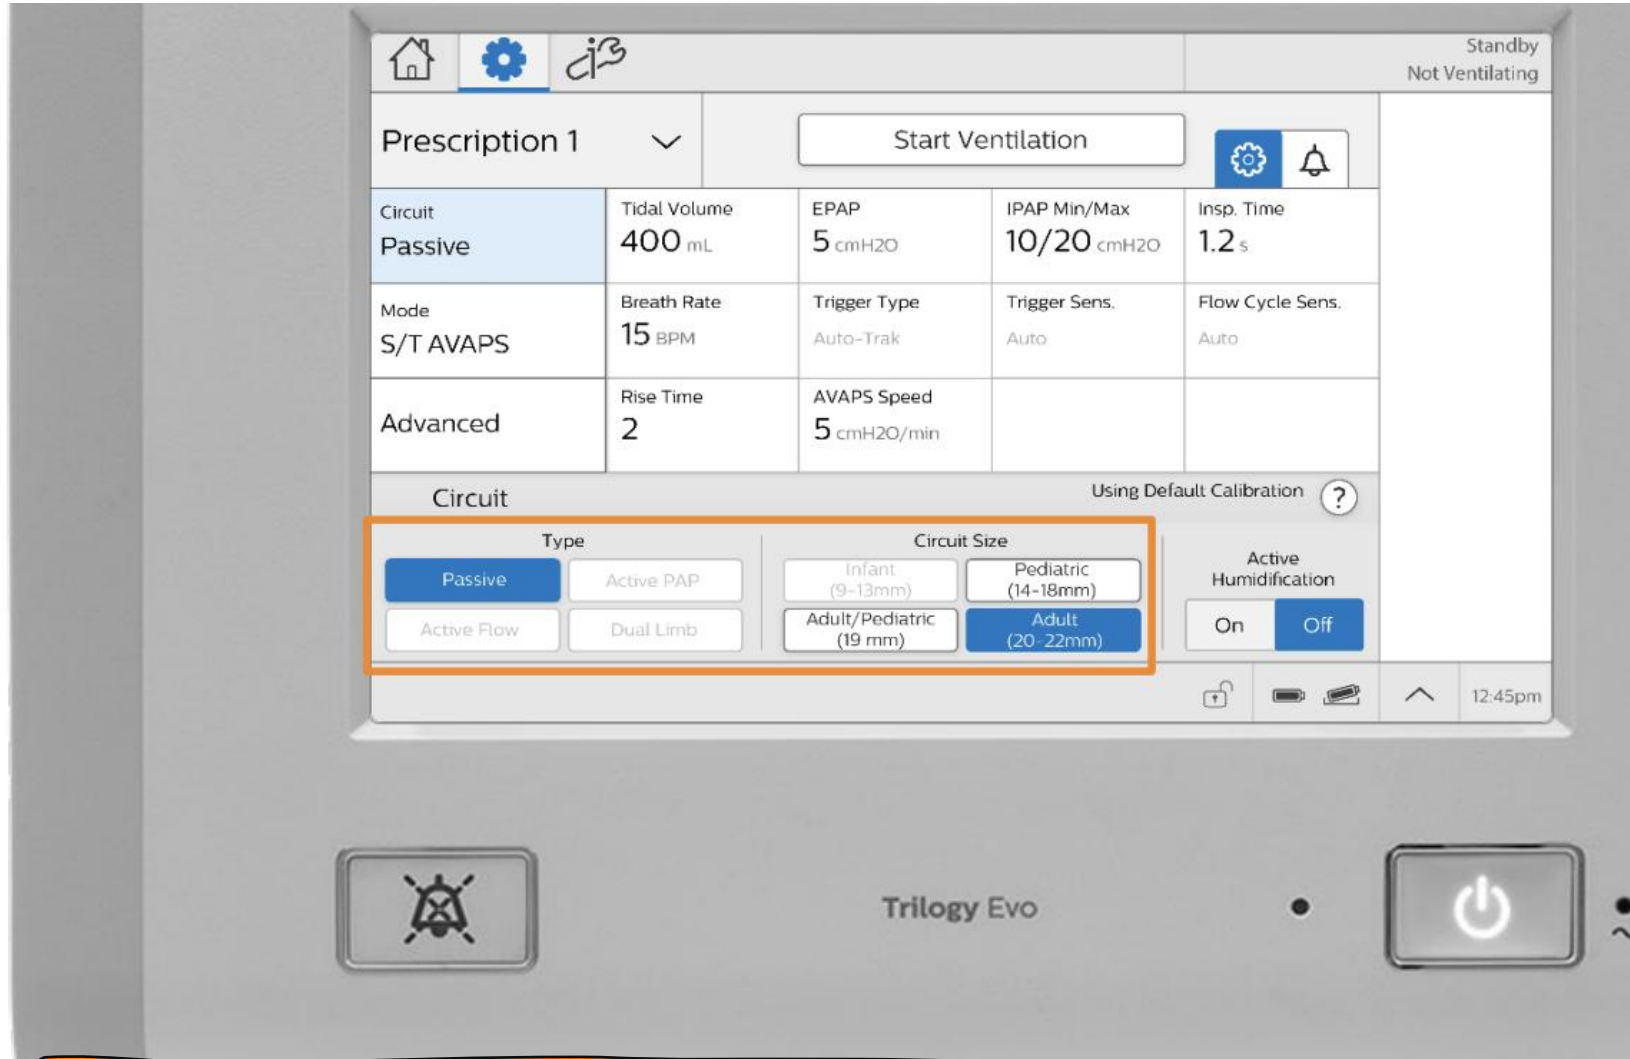 Standby
Not Ventilating
Prescription 1
Start Ventilation
Circuit
Passive
Tidal Volume
400 mL
EPAP
5 cmH2O
IPAP Min/Max
10/20 cmH2O
Insp. Time
1.2 s
Mode
S/T AVAPS
Breath Rate
15 BPM
Trigger Type
Auto-Trak
Trigger Sens.
Auto
Flow Cycle Sens.
Auto
Advanced
Rise Time
2
AVAPS Speed
5 cmH2O/min
Circuit
Using Default Calibration ?
Type
Passive
Active PAP
Active Flow
Dual Limb
Circuit Size
Infant
(9-13mm)
Pediatric
(14-18mm)
Adult/Pediatric
(19 mm)
Adult
(20-22mm)
Active
Humidification
On
Off
12:45pm
Trilogy Evo